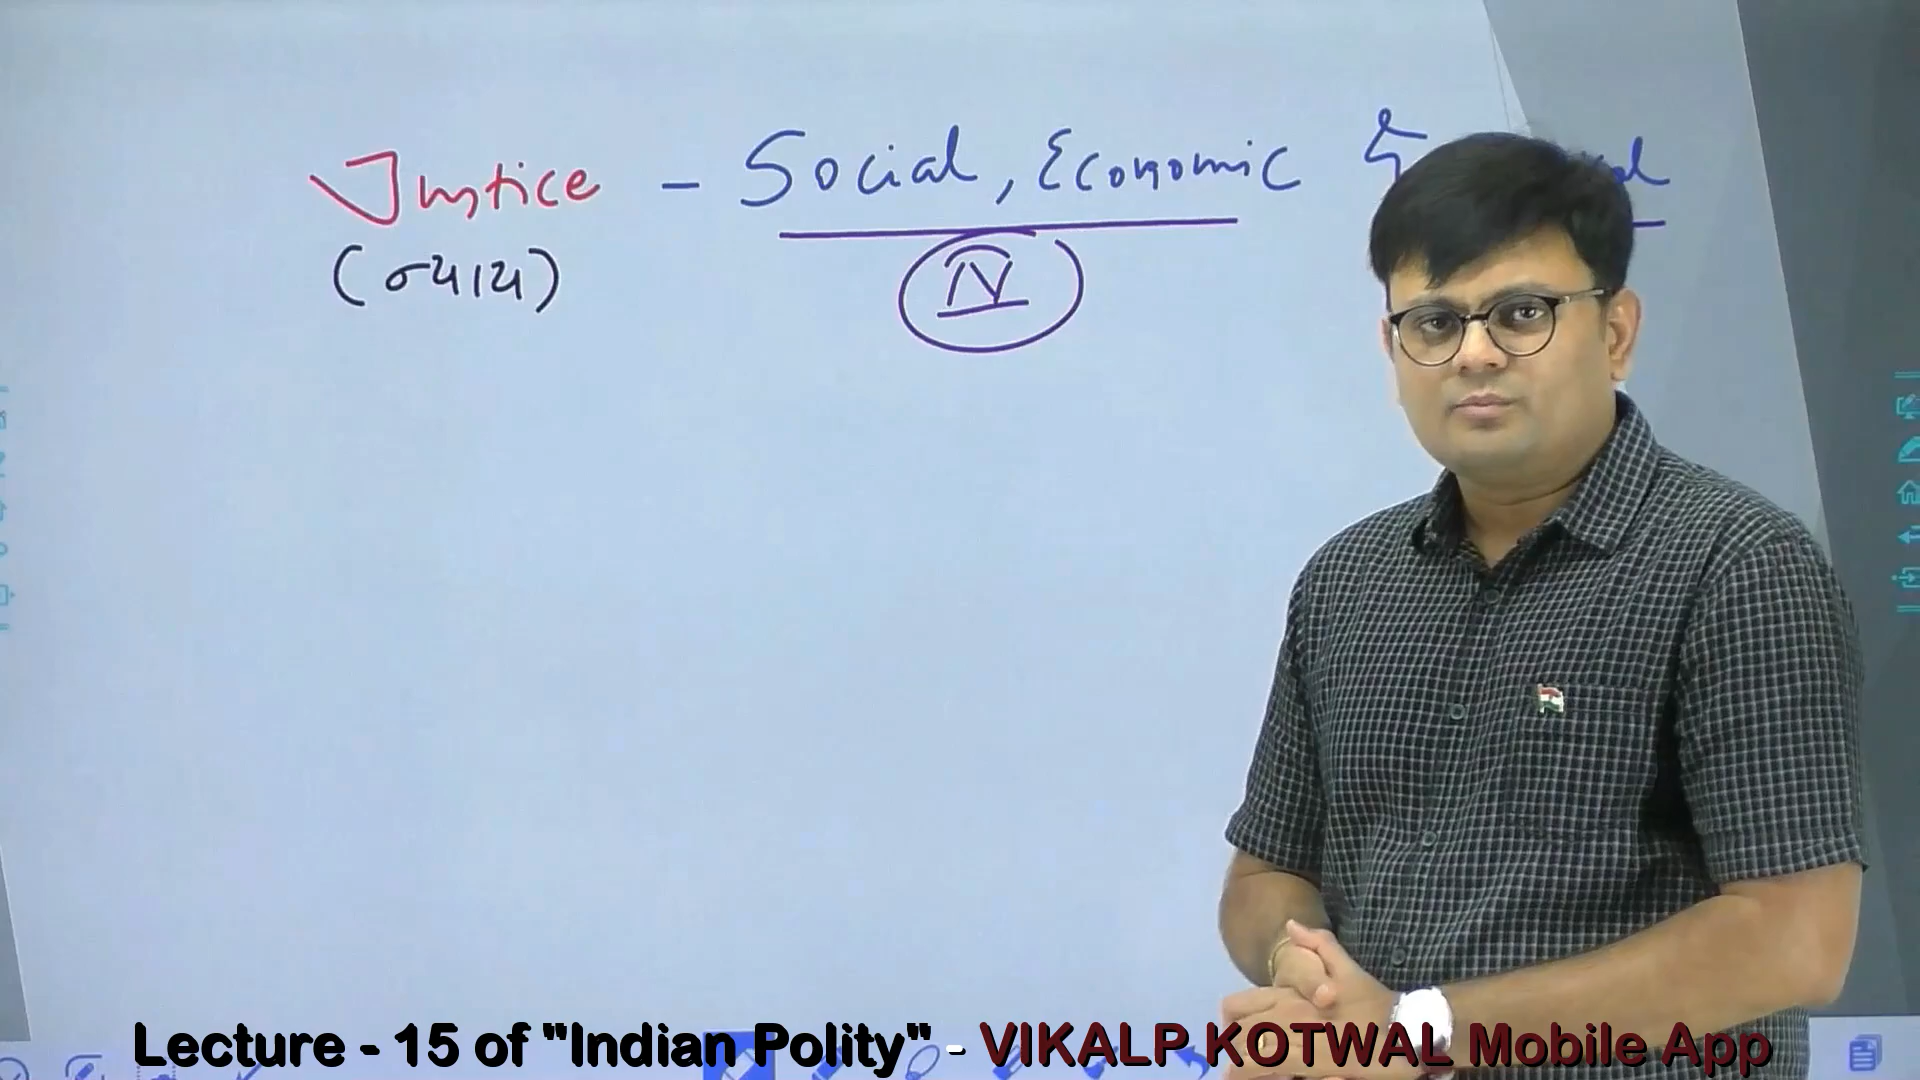 Justice - Social, Economic &
(न्याय)
IV
Lecture - 15 of "Indian Polity" - VIKALP KOTWAL Mobile App